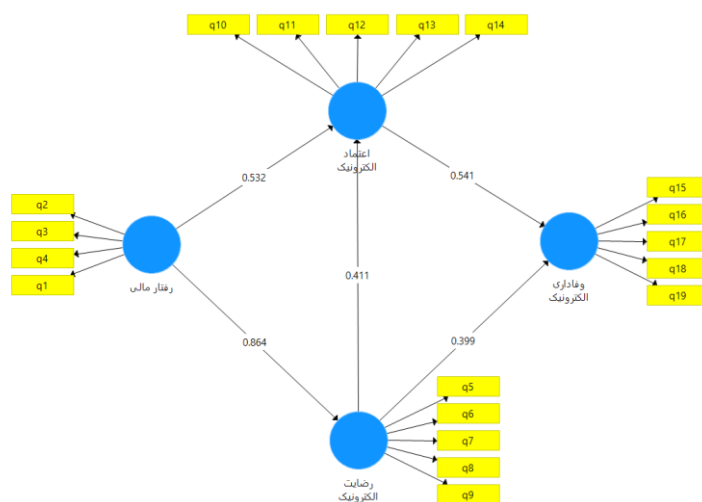 q10
q11
q12
q13
q14
اعتماد
الکترونیک
0.532
0.541
q2
q3
q4
q1
رفتار مالی
0.411
q15
q16
q17
q18
q19
وفاداری
الکترونیک
0.864
0.399
q5
q6
q7
q8
q9
رضایت
الکترونیک